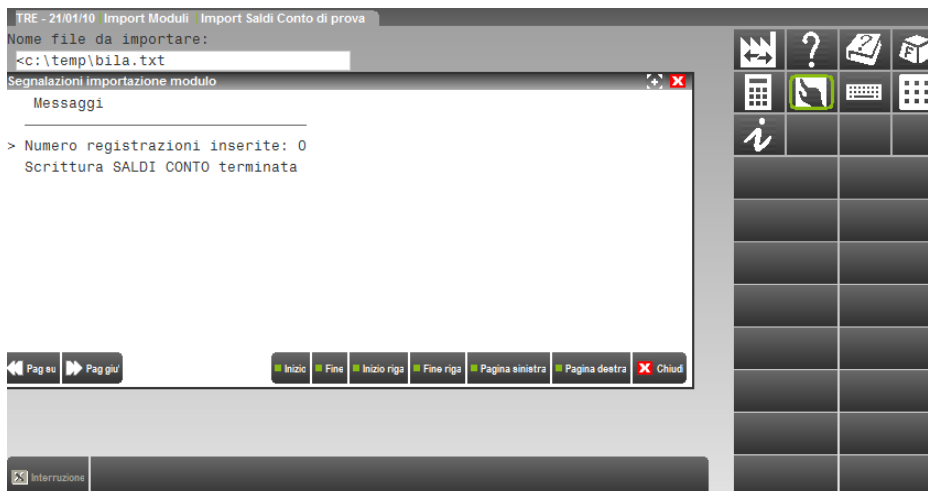 TRE - 21/01/10 Import Moduli Import Saldi Conto di prova
Nome file da importare:
<c:\temp\bila.txt
Segnalazioni importazione modulo
Messaggi
> Numero registrazioni inserite: 0
Scrittura SALDI CONTO terminata
Pag su Pag giu' Inizio Fine Inizio riga Fine riga Pagina sinistra Pagina destra Chiudi
Interruzione